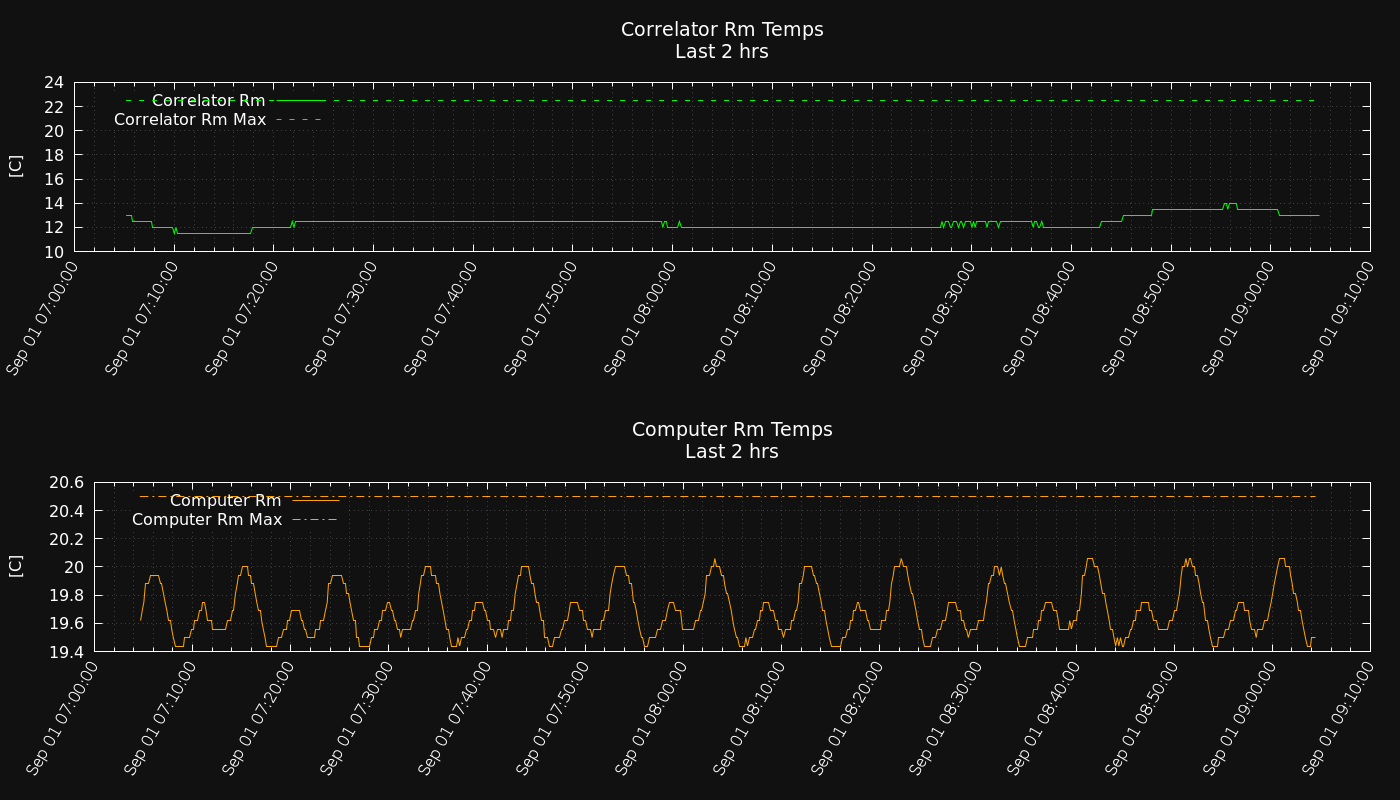 Correlator Rm Temps
Last 2 hrs
24
22
20
18
16
14
12
10
[C]
Correlator Rm
Correlator Rm Max
Sep 01 07:00:00
Sep 01 07:10:00
Sep 01 07:20:00
Sep 01 07:30:00
Sep 01 07:40:00
Sep 01 07:50:00
Sep 01 08:00:00
Sep 01 08:10:00
Sep 01 08:20:00
Sep 01 08:30:00
Sep 01 08:40:00
Sep 01 08:50:00
Sep 01 09:00:00
Sep 01 09:10:00
Computer Rm Temps
Last 2 hrs
20.6
20.4
20.2
20
19.8
19.6
19.4
[C]
Computer Rm
Computer Rm Max
Sep 01 07:00:00
Sep 01 07:10:00
Sep 01 07:20:00
Sep 01 07:30:00
Sep 01 07:40:00
Sep 01 07:50:00
Sep 01 08:00:00
Sep 01 08:10:00
Sep 01 08:20:00
Sep 01 08:30:00
Sep 01 08:40:00
Sep 01 08:50:00
Sep 01 09:00:00
Sep 01 09:10:00